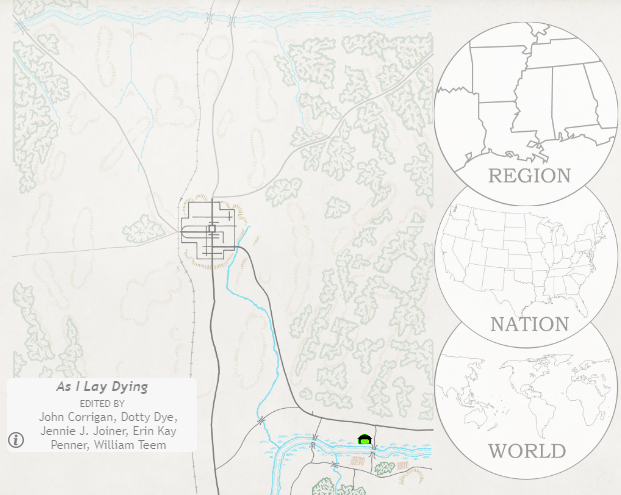 REGION
NATION
WORLD
As I Lay Dying
EDITED BY
John Corrigan, Dotty Dye,
Jennie J. Joiner, Erin Kay
Penner, William Teem
i